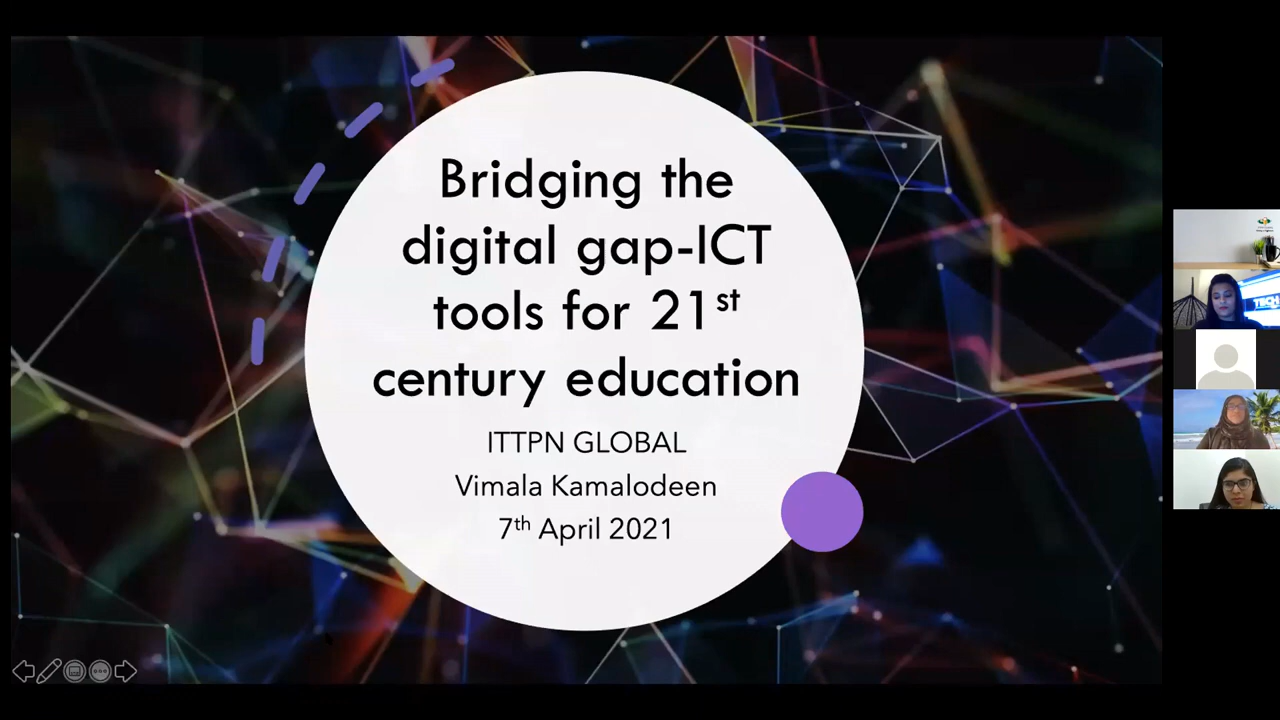 Bridging the
digital gap-ICT
tools for 21st
century education
ITTPN GLOBAL
Vimala Kamalodeen
7th April 2021